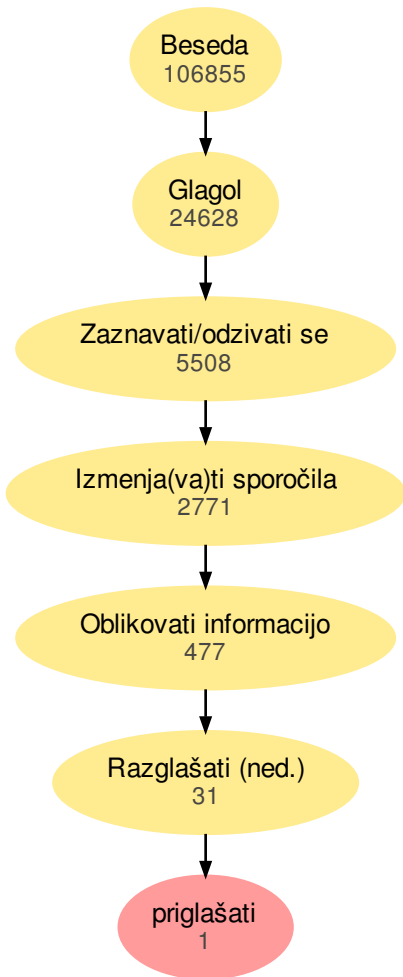 Beseda
106855
Glagol
24628
Zaznavati/odzivati se
5508
Izmenja(va)ti sporočila
2771
Oblikovati informacijo
477
Razglašati (ned.)
31
priglašati
1